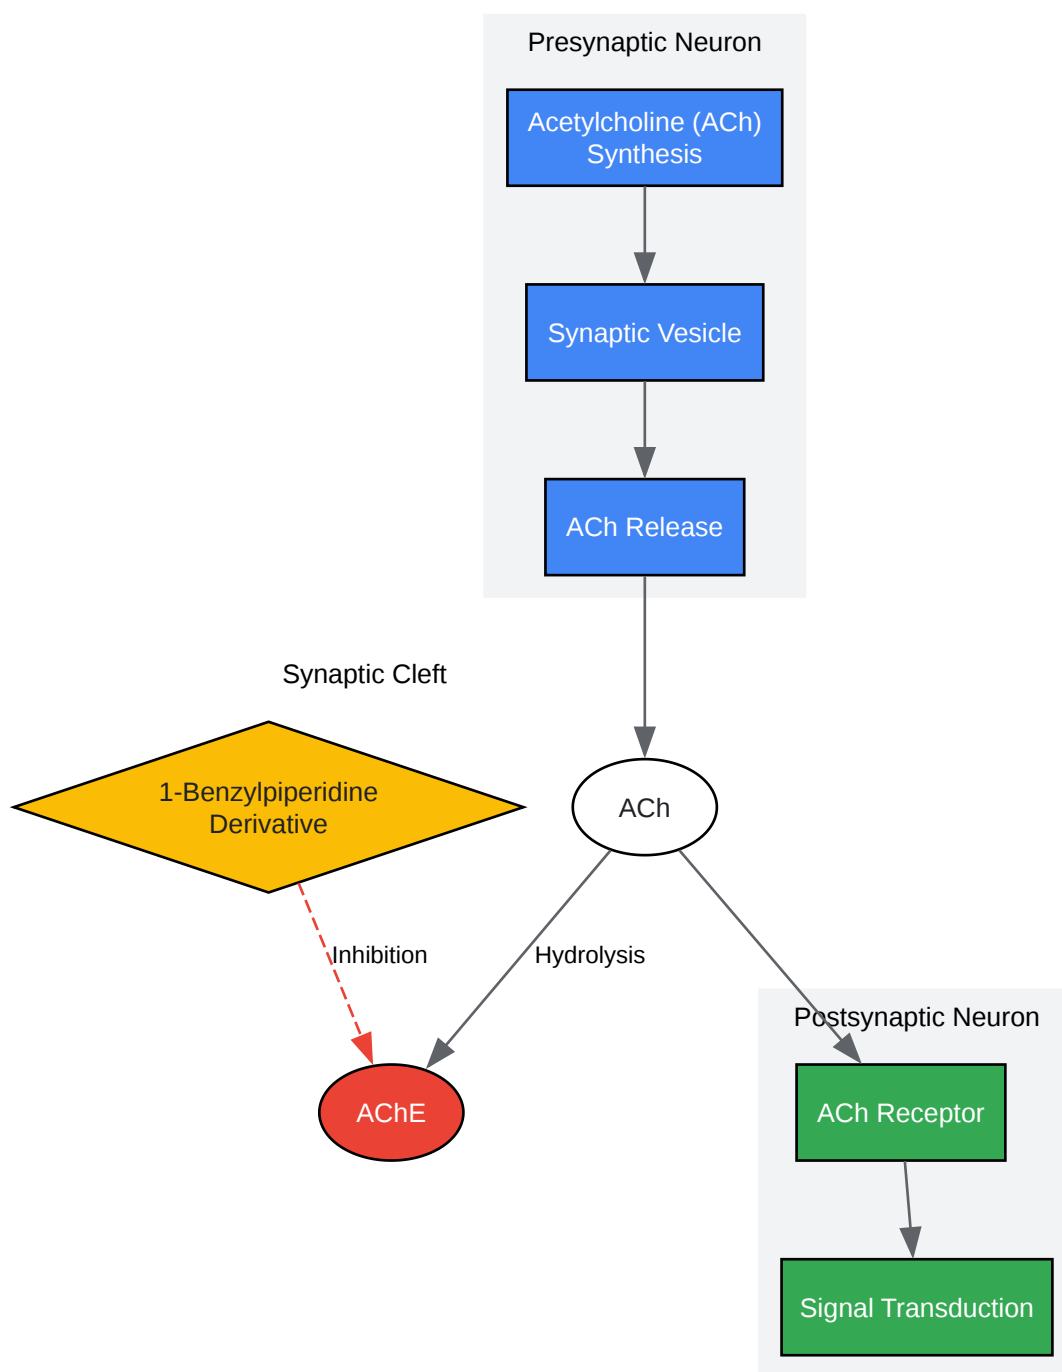 Presynaptic Neuron
Acetylcholine (ACh)
Synthesis
Synaptic Vesicle
ACh Release
Synaptic Cleft
1-Benzylpiperidine
Derivative
ACh
Inhibition
Hydrolysis
Postsynaptic Neuron
AChE
ACh Receptor
Signal Transduction